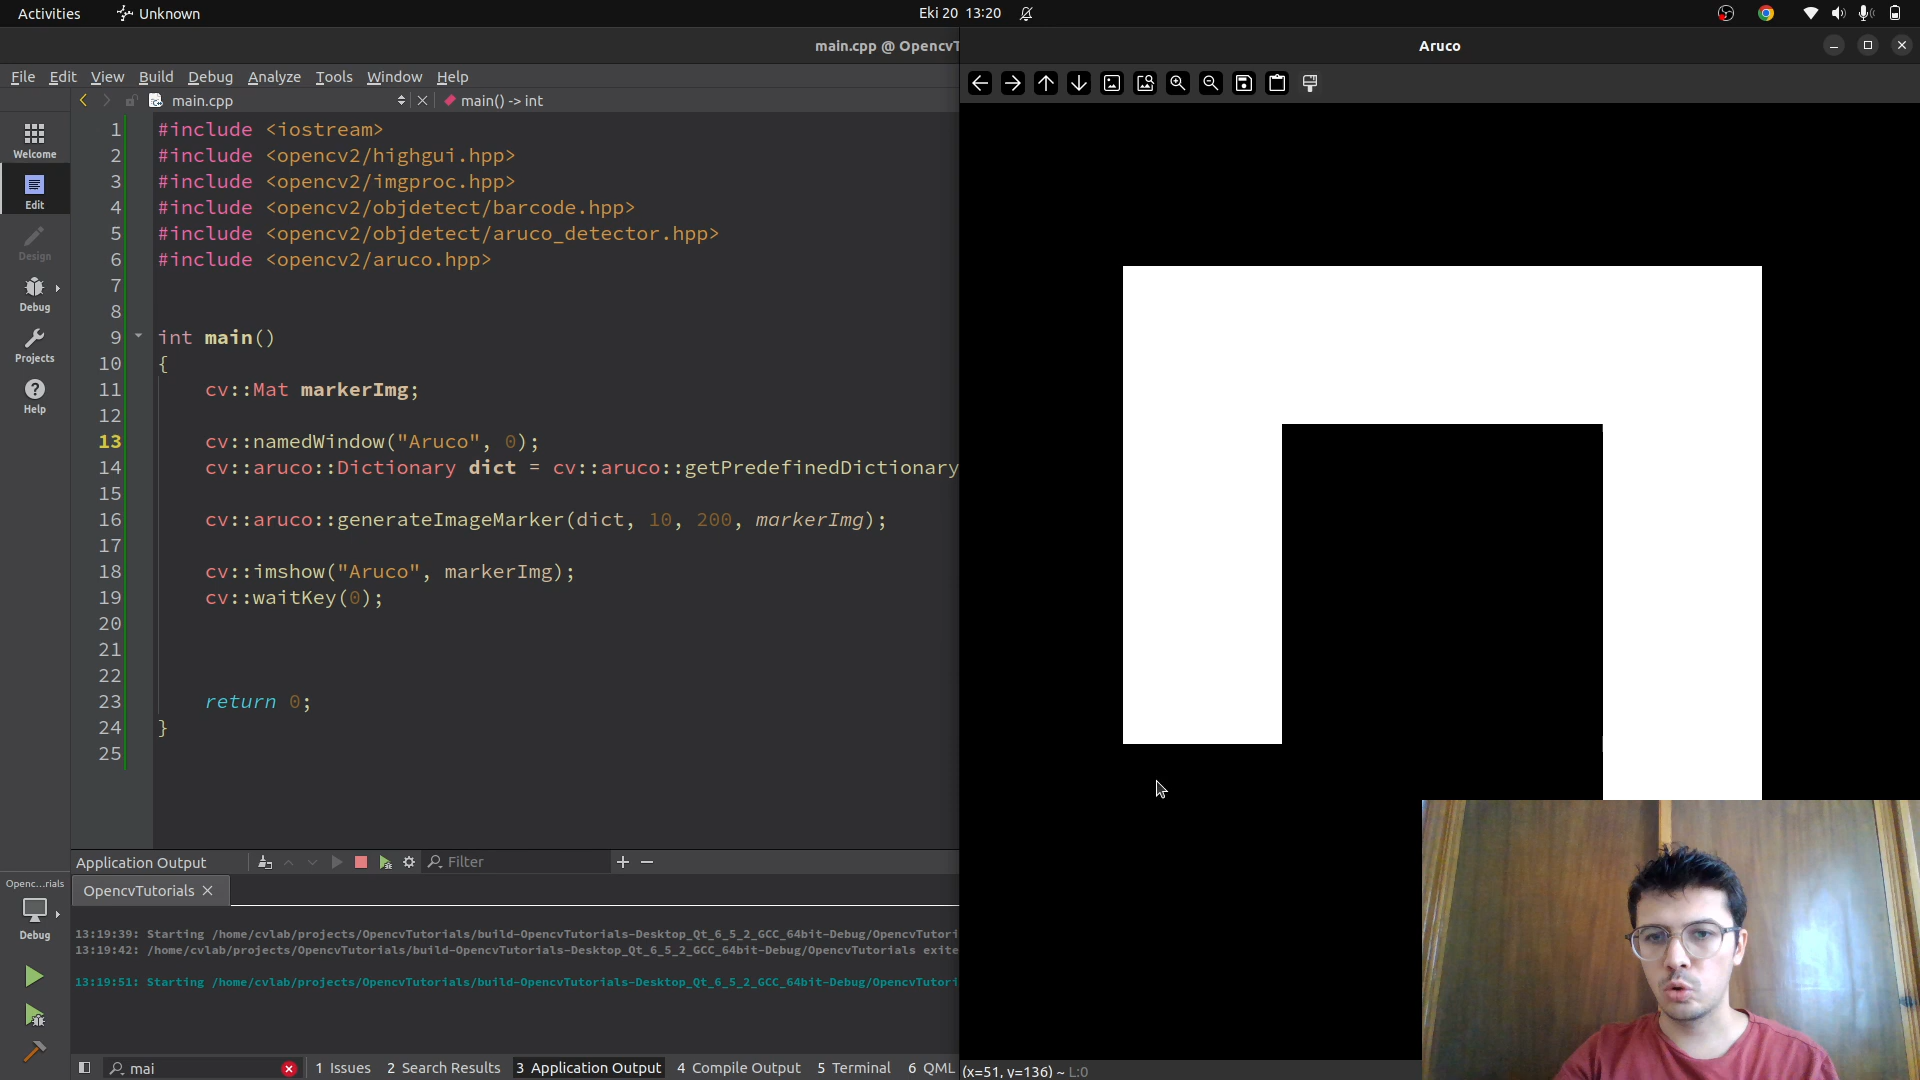 Activities
Unknown
Eki 20 13:20
main.cpp @ OpencvT
Aruco
File Edit View Build Debug Analyze Tools Window Help
main.cpp
main() -> int
1 #include <iostream>
2 #include <opencv2/highgui.hpp>
3 #include <opencv2/imgproc.hpp>
4 #include <opencv2/objdetect/barcode.hpp>
5 #include <opencv2/objdetect/aruco_detector.hpp>
6 #include <opencv2/aruco.hpp>
7
8
9 int main()
10 {
11 cv::Mat markerImg;
12
13 cv::namedWindow("Aruco", 0);
14 cv::aruco::Dictionary dict = cv::aruco::getPredefinedDictionary
15
16 cv::aruco::generateImageMarker(dict, 10, 200, markerImg);
17
18 cv::imshow("Aruco", markerImg);
19 cv::waitKey(0);
20
21
22
23 return 0;
24 }
25
Welcome
Edit
Design
Debug
Projects
Help
Openc...rials
Debug
Application Output
Filter
OpencvTutorials
13:19:39: Starting /home/cvlab/projects/OpencvTutorials/build-OpencvTutorials-Desktop_Qt_6_5_2_GCC_64bit-Debug/OpencvTutori
13:19:42: /home/cvlab/projects/OpencvTutorials/build-OpencvTutorials-Desktop_Qt_6_5_2_GCC_64bit-Debug/OpencvTutorials exite
13:19:51: Starting /home/cvlab/projects/OpencvTutorials/build-OpencvTutorials-Desktop_Qt_6_5_2_GCC_64bit-Debug/OpencvTutori
mai
1 Issues 2 Search Results 3 Application Output 4 Compile Output 5 Terminal 6 QML
(x=51, y=136) ~ L:0